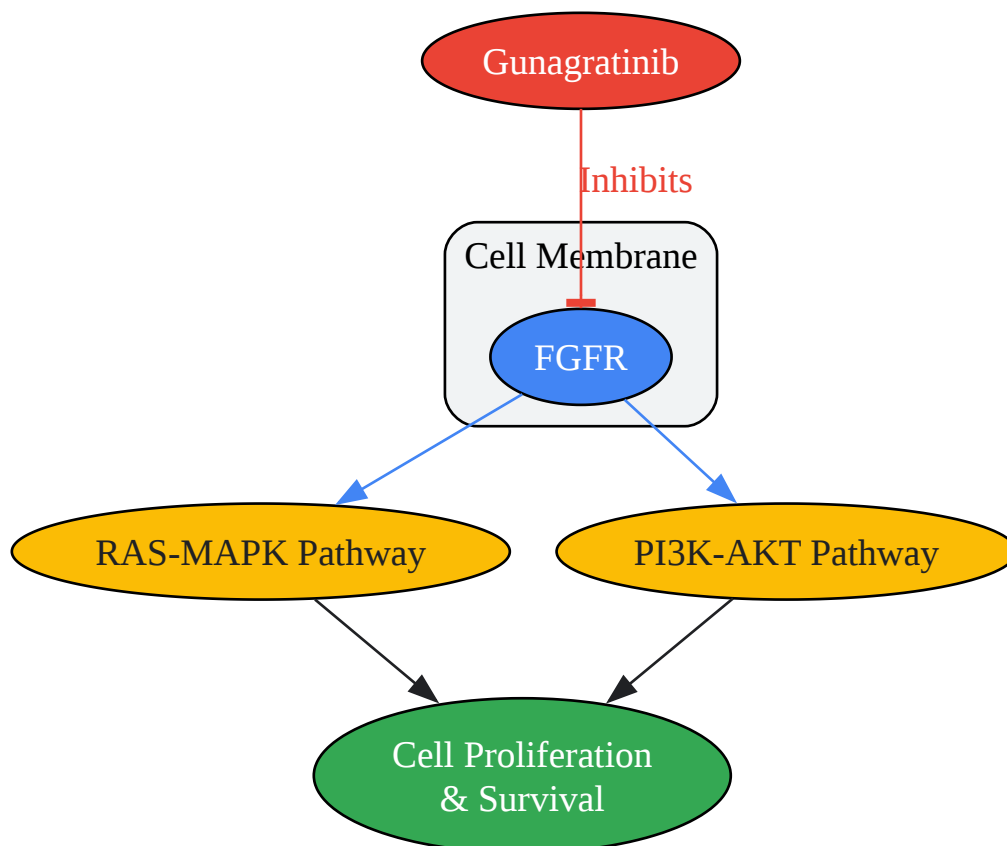 Gunagratinib
Inhibits
Cell Membrane
FGFR
RAS-MAPK Pathway
PI3K-AKT Pathway
Cell Proliferation
& Survival